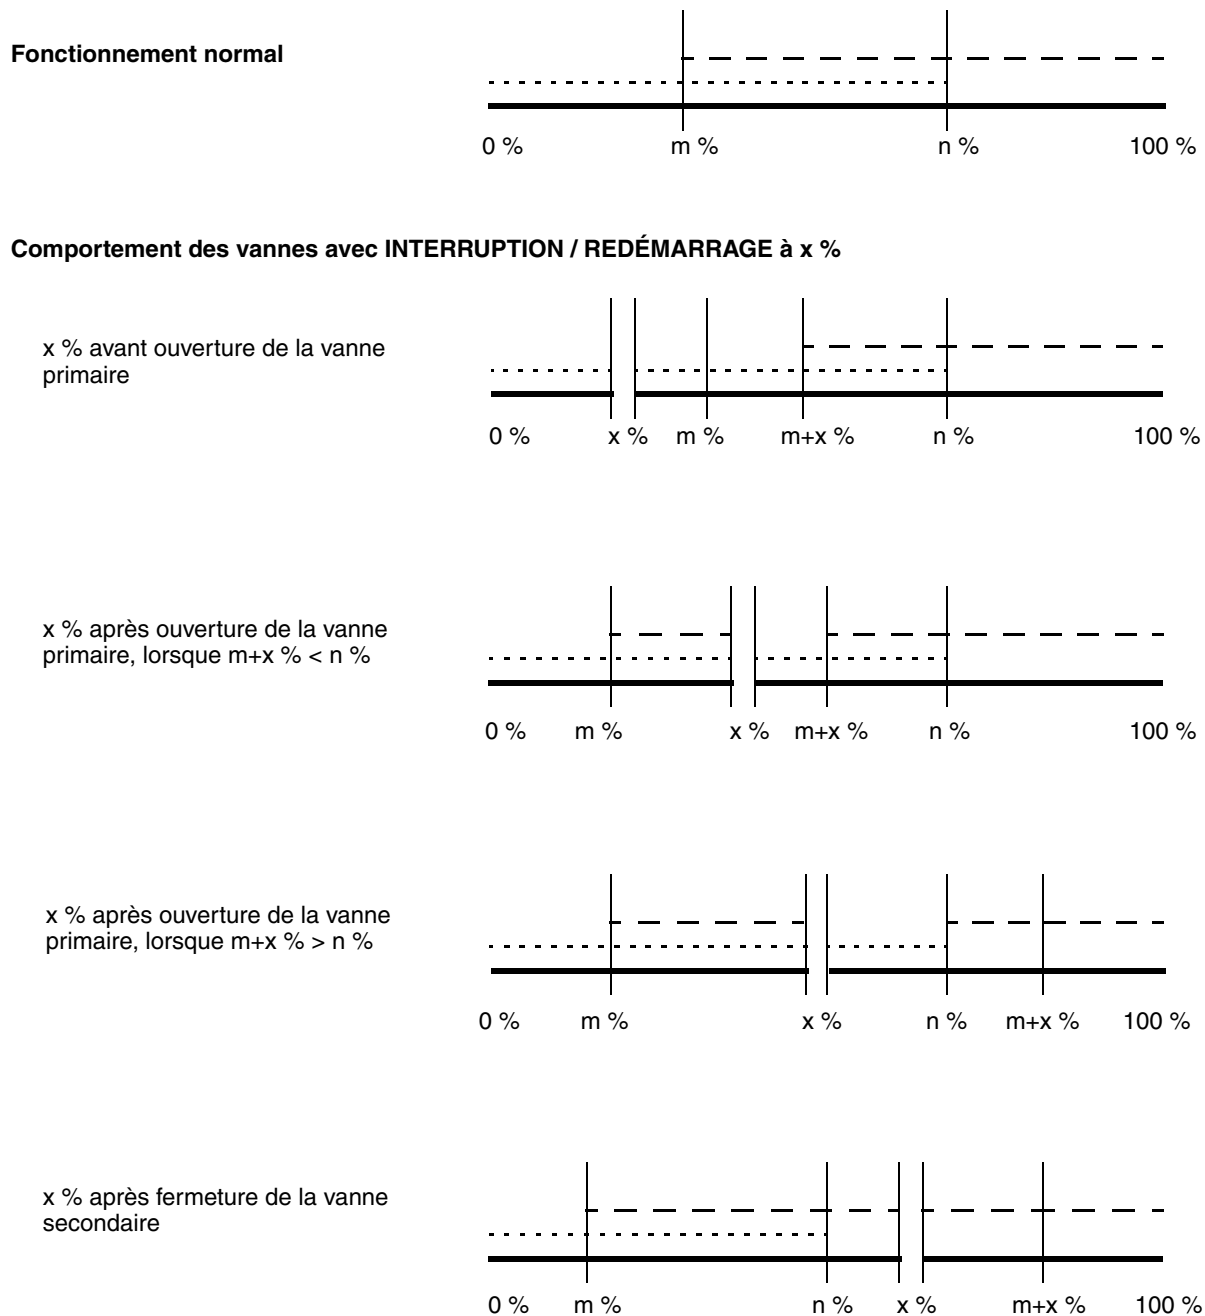 Fonctionnement normal
0 % m % n % 100 %
Comportement des vannes avec INTERRUPTION / REDÉMARRAGE à x %
x % avant ouverture de la vanne
primaire
0 % x % m % m+x % n % 100 %
x % après ouverture de la vanne
primaire, lorsque m+x % < n %
0 % m % x % m+x % n % 100 %
x % après ouverture de la vanne
primaire, lorsque m+x % > n %
0 % m % x % n % m+x % 100 %
x % après fermeture de la vanne
secondaire
0 % m % n % x % m+x % 100 %